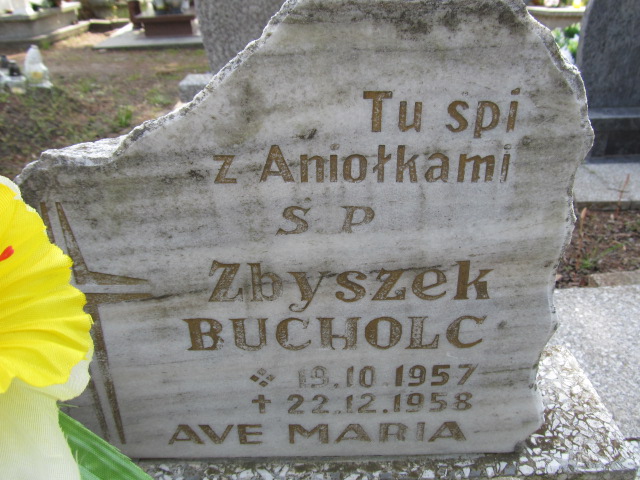 Tu spi
z Aniołkami
Ś P
Zbyszek
BUCHOLC
19.10.1957
✝ 22.12.1958
AVE MARIA